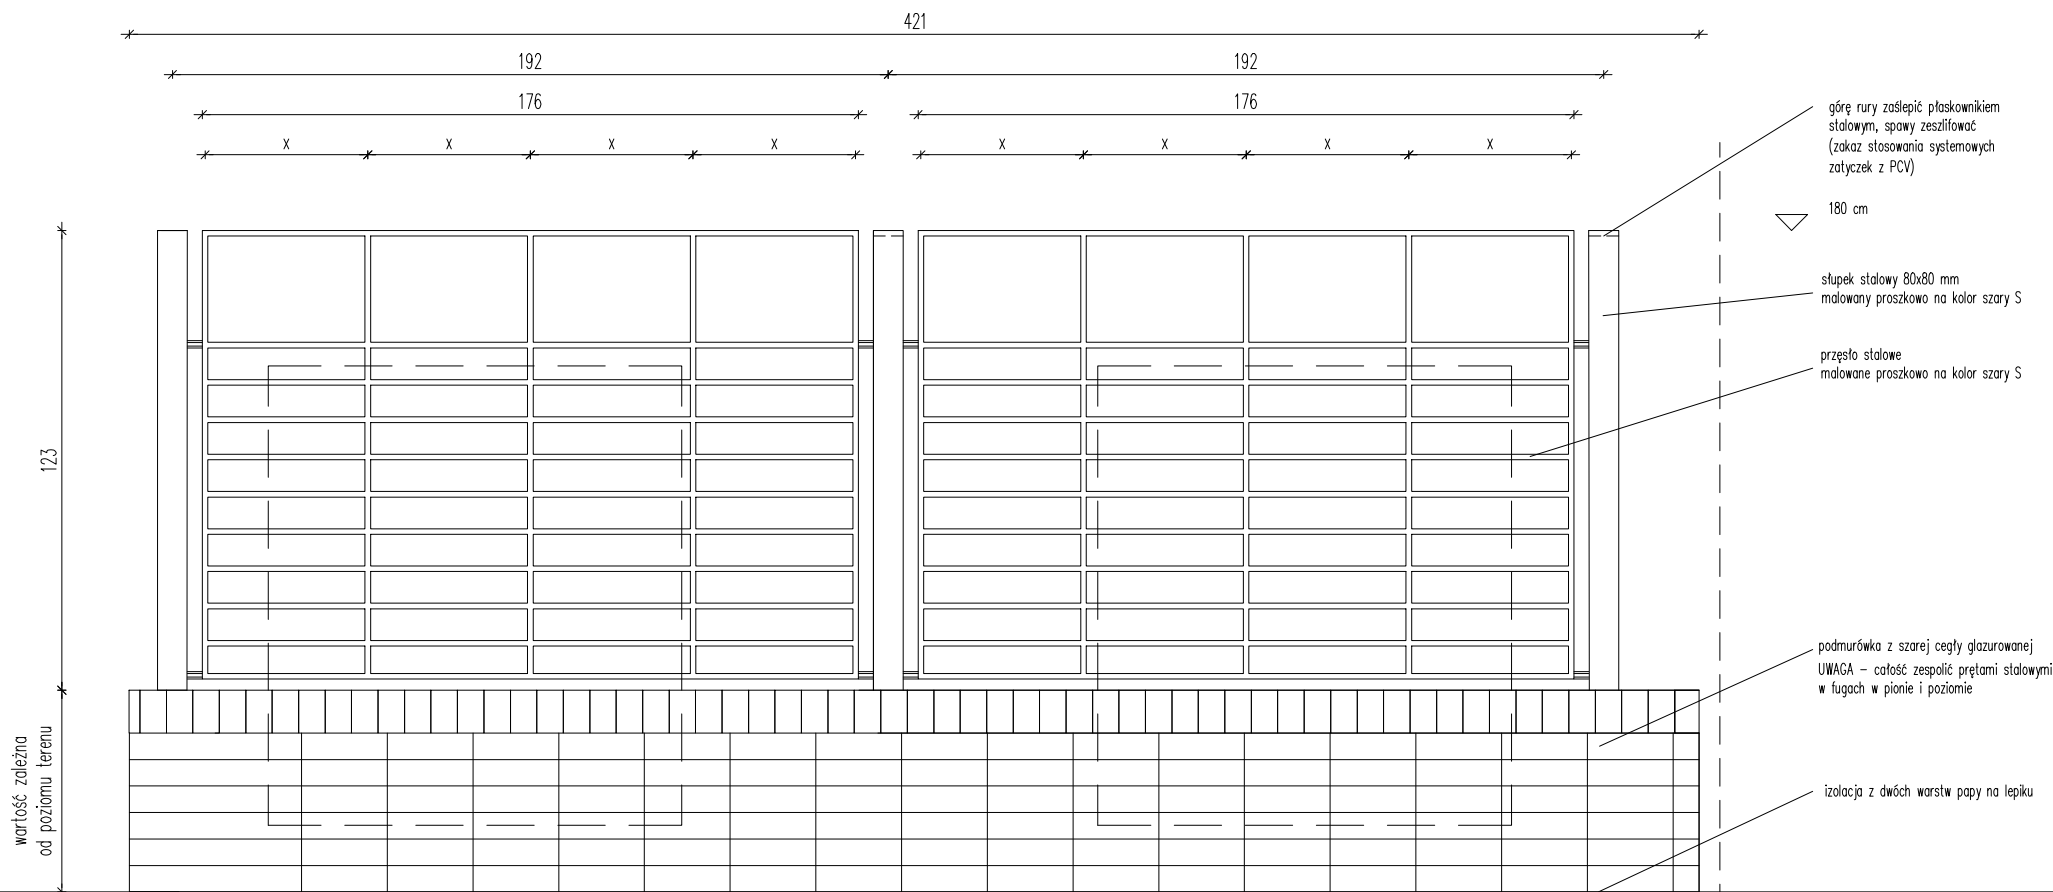 421
192
192
176
176
x
x
x
x
x
x
x
x
górę rury zaślepić płaskownikiem
stalowym, spawy zeszlifować
(zakaz stosowania systemowych
zatyczek z PCV)
180 cm
słupek stalowy 80x80 mm
malowany proszkowo na kolor szary S
przęsło stalowe
malowane proszkowo na kolor szary S
123
podmurówka z szarej cegły glazurowanej
UWAGA – całość zespolić prętami stalowymi
w fugach w pionie i poziomie
wartość zależna
od poziomu terenu
izolacja z dwóch warstw papy na lepiku